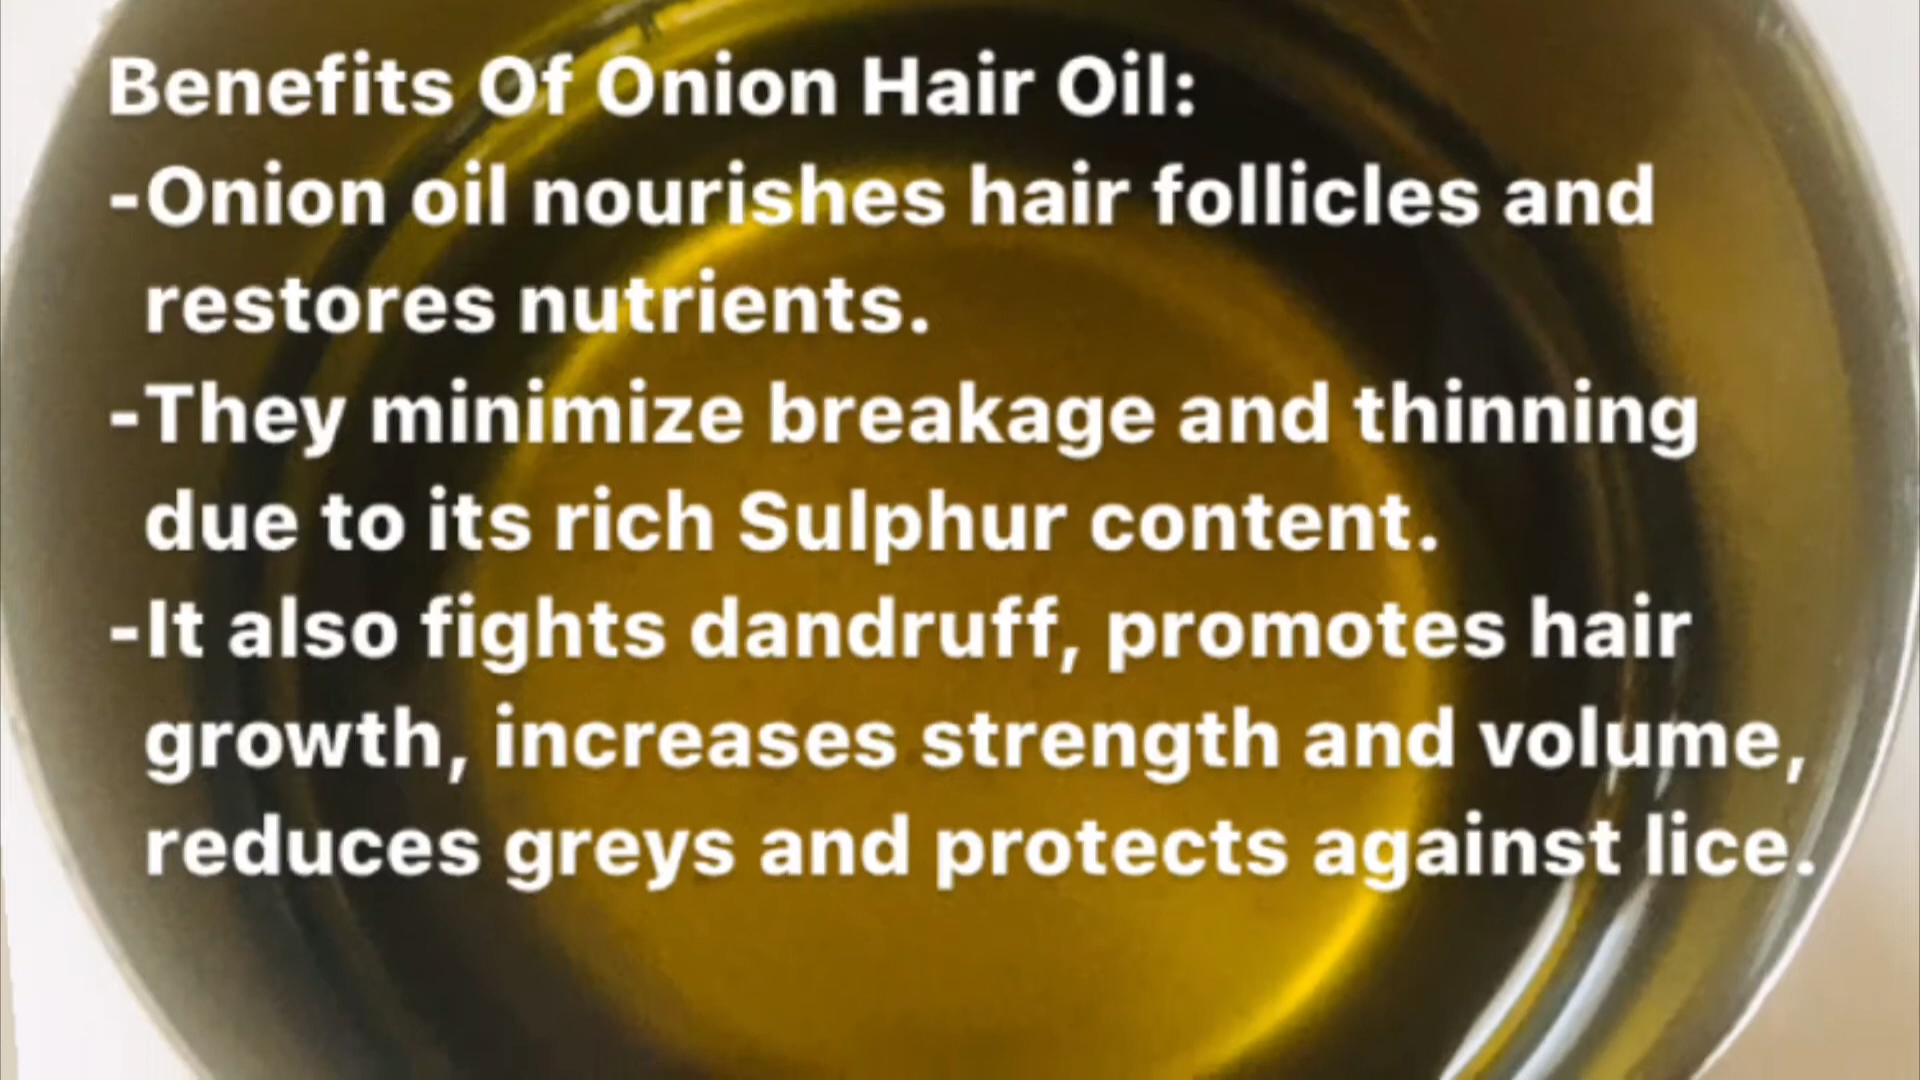 Benefits Of Onion Hair Oil:
-Onion oil nourishes hair follicles and
restores nutrients.
-They minimize breakage and thinning
due to its rich Sulphur content.
-It also fights dandruff, promotes hair
growth, increases strength and volume,
reduces greys and protects against lice.